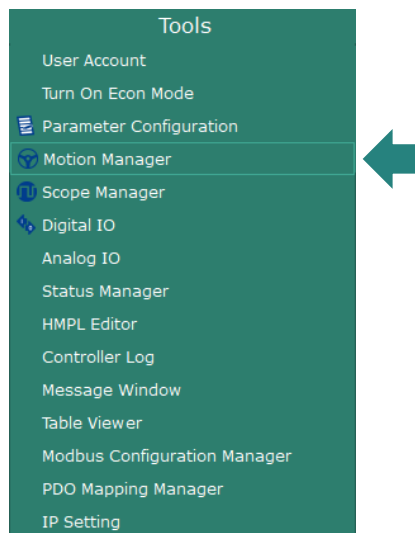 Tools
User Account
Turn On Econ Mode
Parameter Configuration
Motion Manager
Scope Manager
Digital IO
Analog IO
Status Manager
HMPL Editor
Controller Log
Message Window
Table Viewer
Modbus Configuration Manager
PDO Mapping Manager
IP Setting